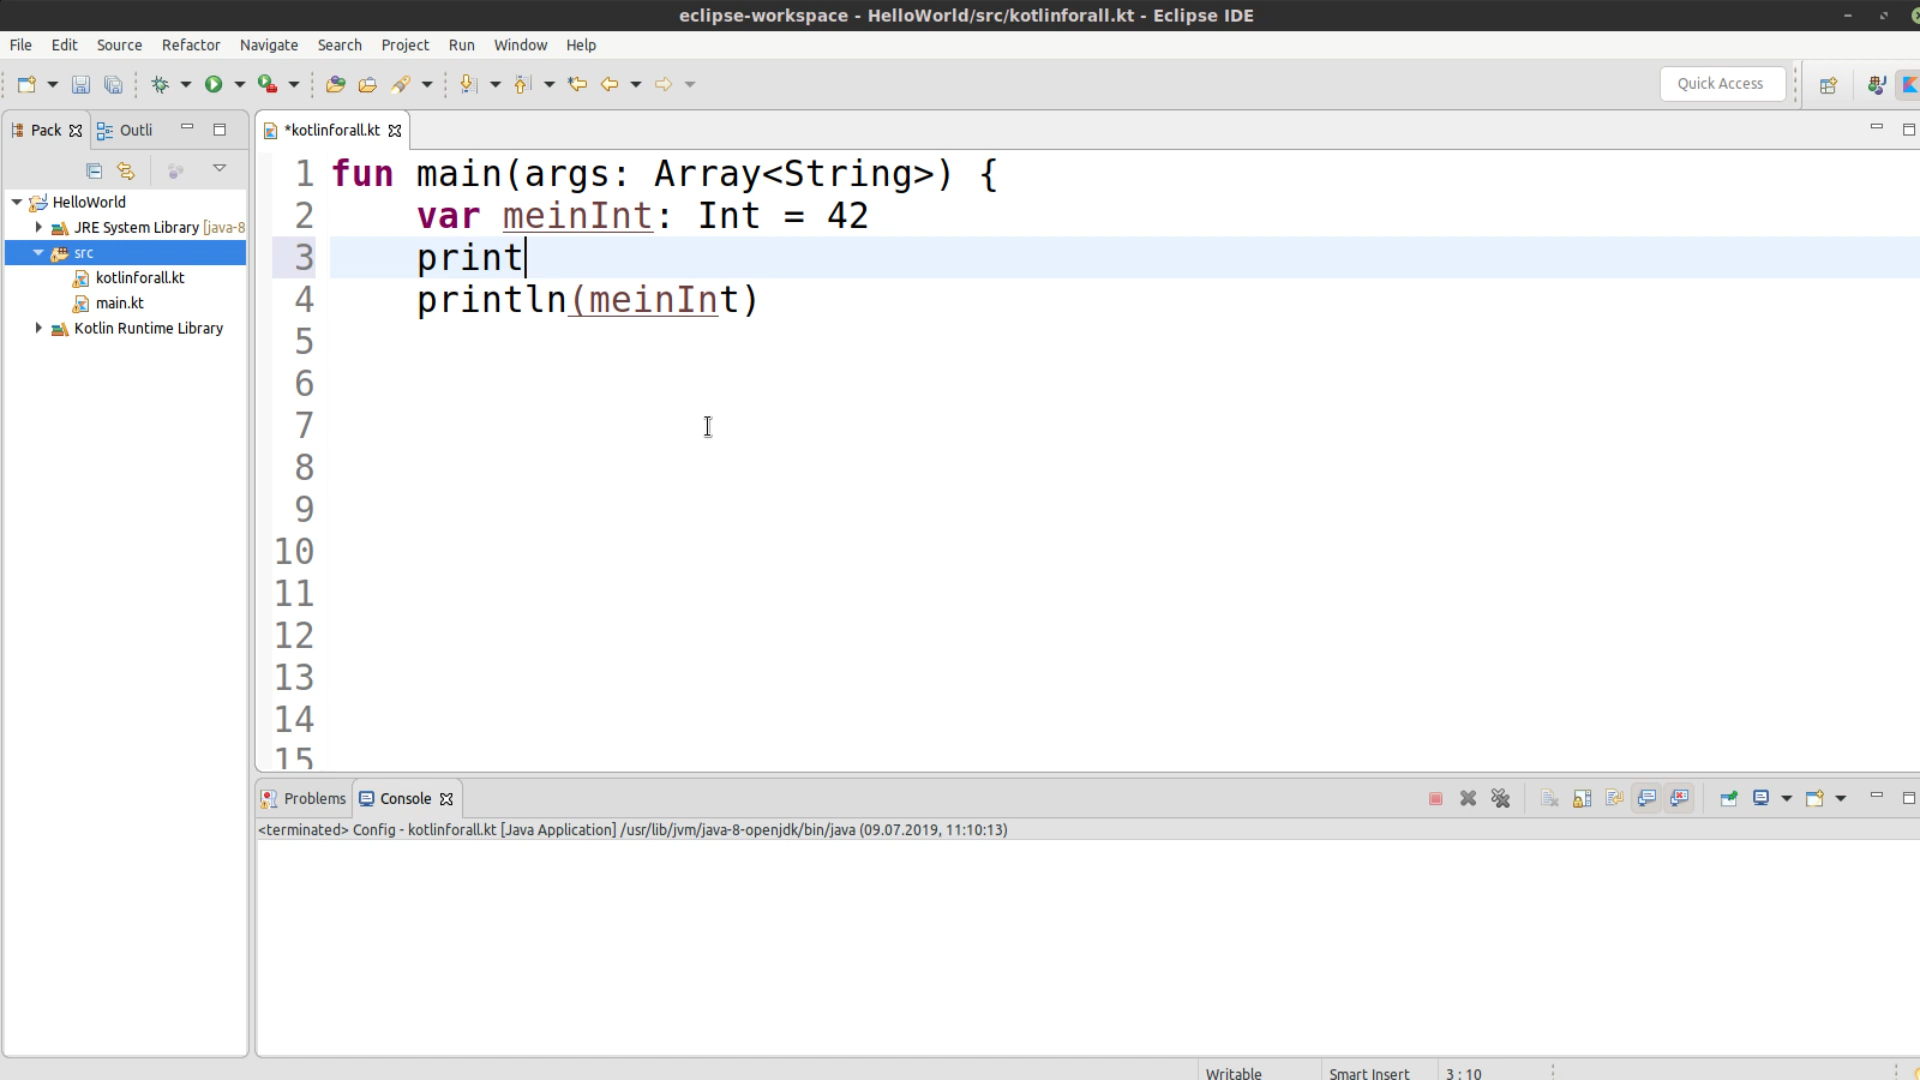 eclipse-workspace - HelloWorld/src/kotlinforall.kt - Eclipse IDE
File Edit Source Refactor Navigate Search Project Run Window Help
Quick Access
Pack Outli
*kotlinforall.kt
HelloWorld
JRE System Library [java-8
src
kotlinforall.kt
main.kt
Kotlin Runtime Library
1 fun main(args: Array<String>) {
2 var meinInt: Int = 42
3 print
4 println(meinInt)
5
6
7
8
9
10
11
12
13
14
15
Problems Console
<terminated> Config - kotlinforall.kt [Java Application] /usr/lib/jvm/java-8-openjdk/bin/java (09.07.2019, 11:10:13)
Writable Smart Insert 3 : 10